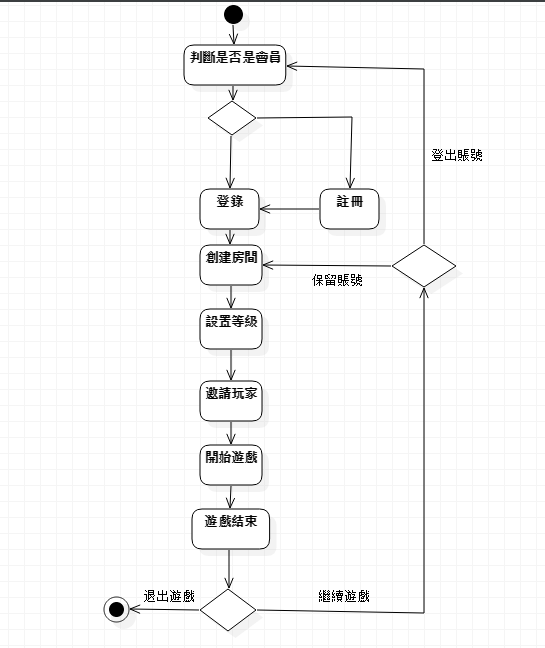 判斷是否是會員
登出賬號
登錄
註冊
創建房間
保留賬號
設置等級
邀請玩家
開始遊戲
遊戲结束
退出遊戲
繼續遊戲